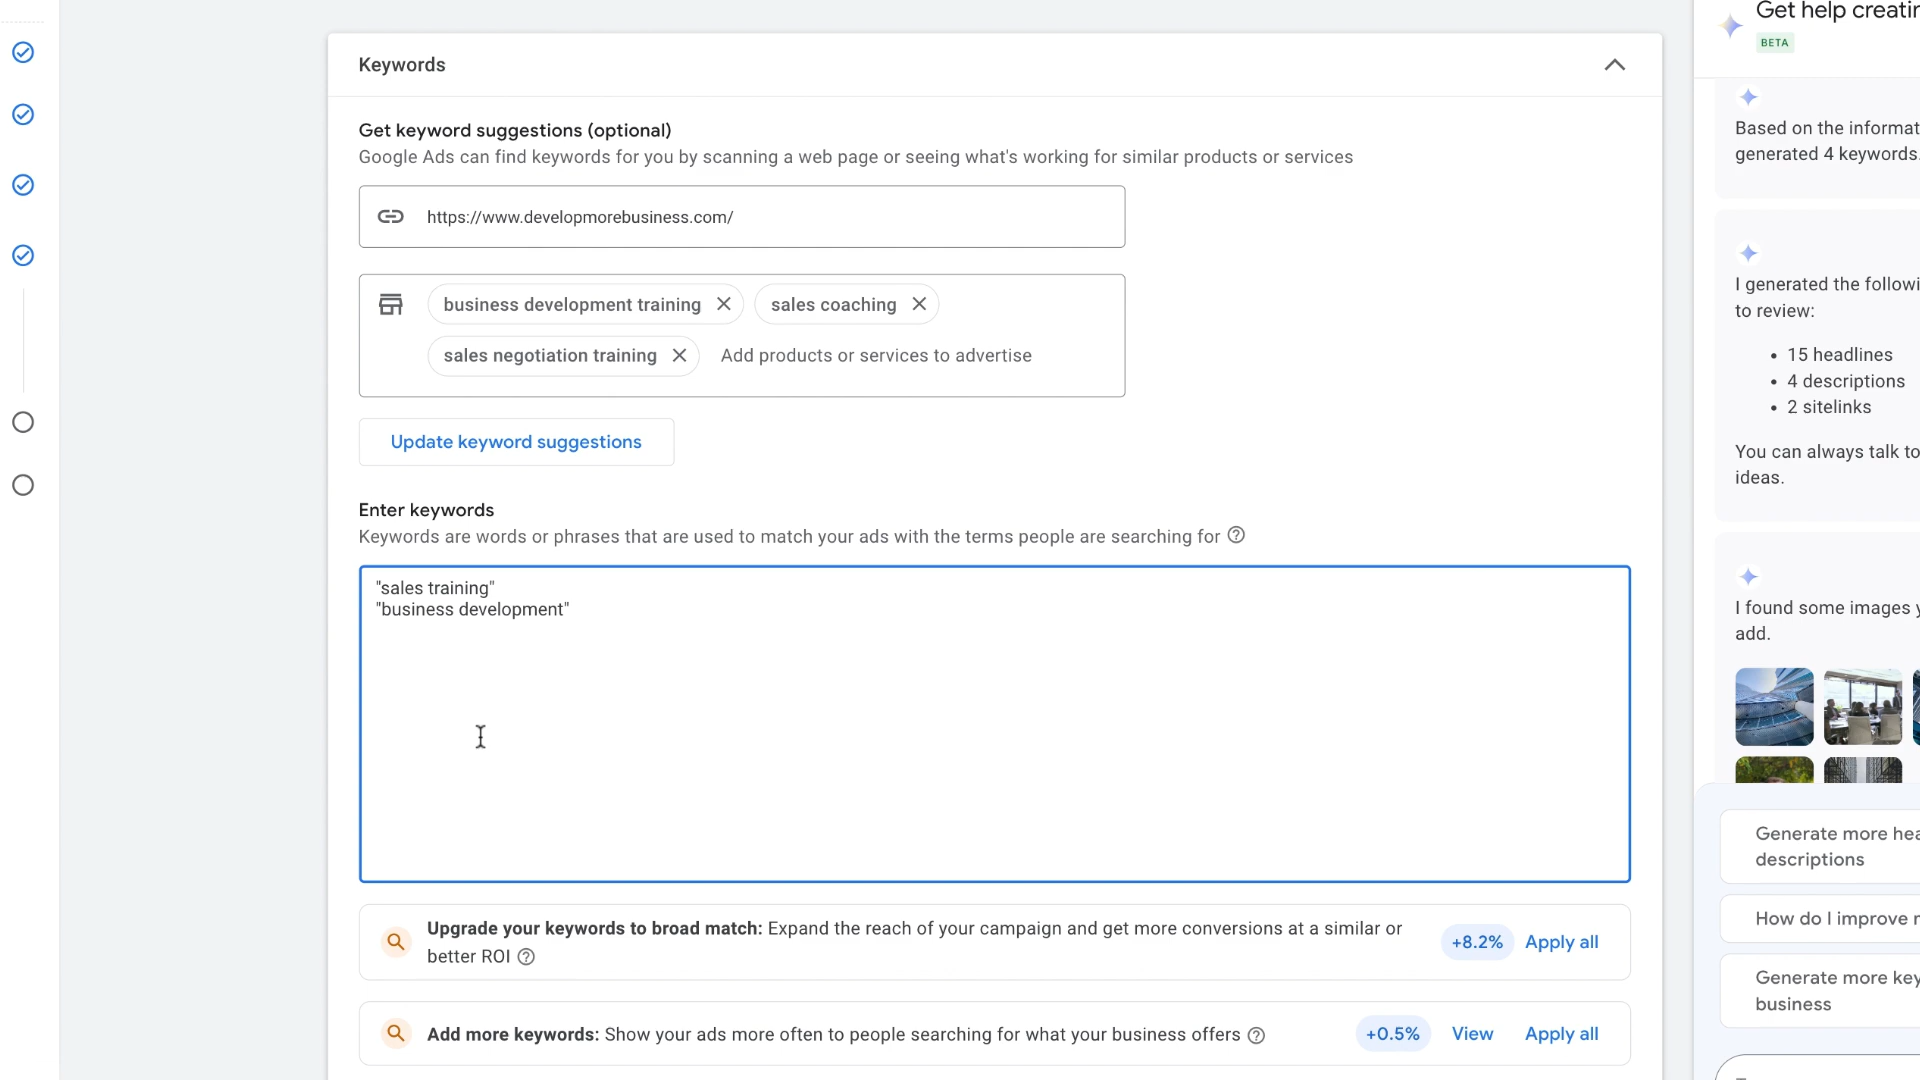 Keywords
Get keyword suggestions (optional)
Google Ads can find keywords for you by scanning a web page or seeing what's working for similar products or services
https://www.developmorebusiness.com/
business development training
sales coaching
sales negotiation training
Add products or services to advertise
Update keyword suggestions
Enter keywords
Keywords are words or phrases that are used to match your ads with the terms people are searching for
"sales training"
"business development"
Upgrade your keywords to broad match: Expand the reach of your campaign and get more conversions at a similar or
better ROI
+8.2%
Apply all
Add more keywords: Show your ads more often to people searching for what your business offers
+0.5%
View
Apply all
Get help
BETA
Based on the
generated 4 keywords.
I generated the
to review:
• 15 headlines
• 4 descriptions
• 2 sitelinks
You can always talk to
ideas.
I found some images
add.
Generate more
descriptions
How do I improve
Generate more
business